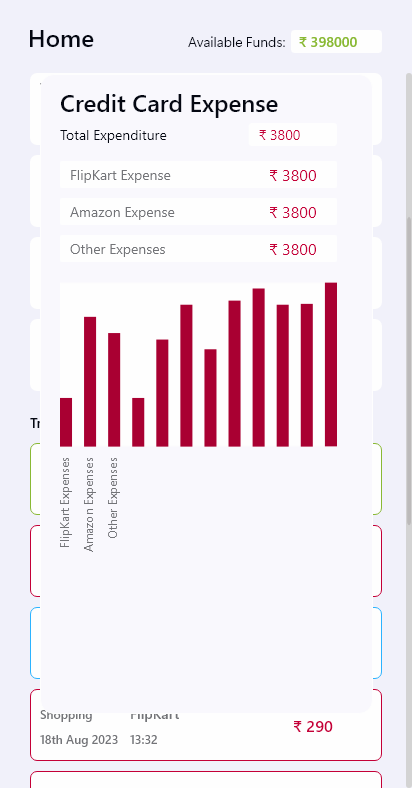 Home
Available Funds: ₹ 398000
Credit Card Expense
Total Expenditure ₹ 3800
FlipKart Expense ₹ 3800
Amazon Expense ₹ 3800
Other Expenses ₹ 3800
FlipKart Expenses
Amazon Expenses
Other Expenses
Shopping FlipKart
₹ 290
18th Aug 2023 13:32